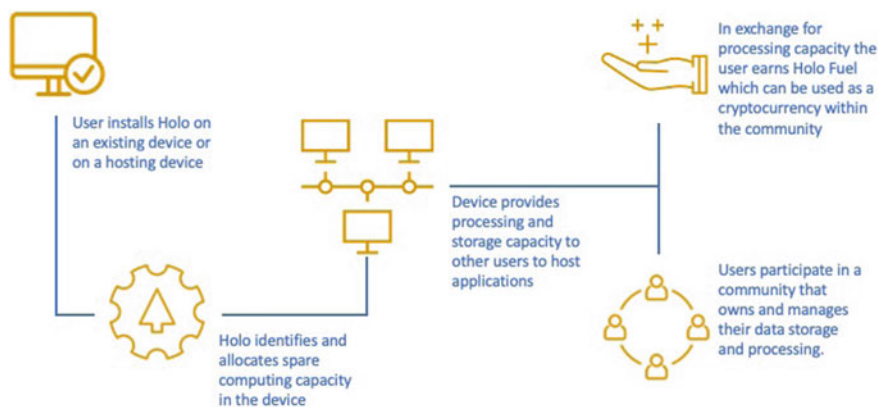 User installs Holo on
an existing device or
on a hosting device
Holo identifies and
allocates spare
computing capacity
in the device
Device provides
processing and
storage capacity to
other users to host
applications
In exchange for
processing capacity the
user earns Holo Fuel
which can be used as a
cryptocurrency within
the community
Users participate in a
community that
owns and manages
their data storage
and processing.